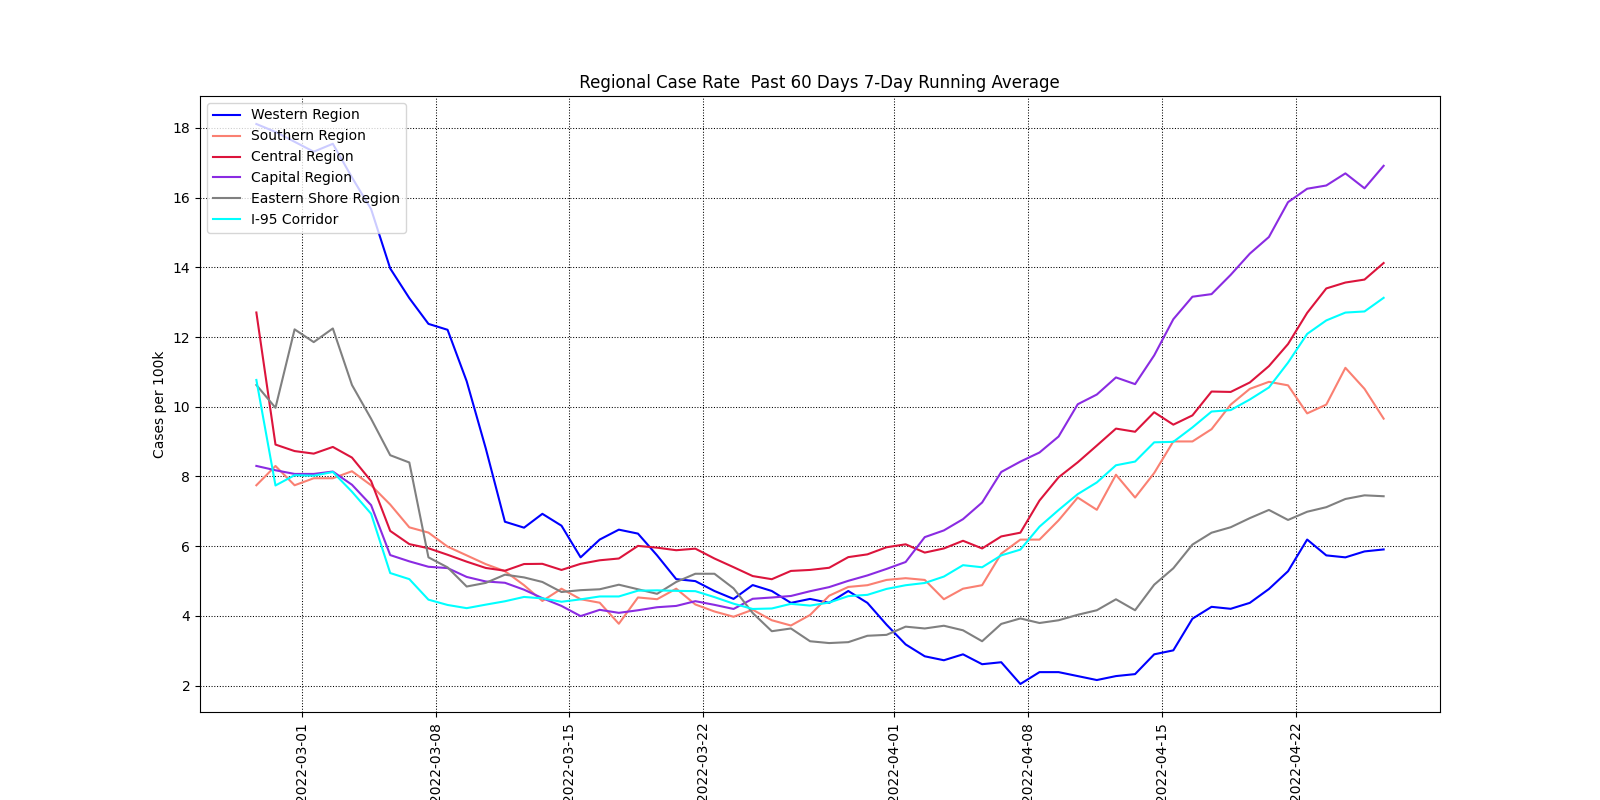 Regional Case Rate  Past 60 Days 7-Day Running Average
Western Region
Southern Region
Central Region
Capital Region
Eastern Shore Region
I-95 Corridor
Cases per 100k
18
16
14
12
10
8
6
4
2
2022-03-01
2022-03-08
2022-03-15
2022-03-22
2022-04-01
2022-04-08
2022-04-15
2022-04-22